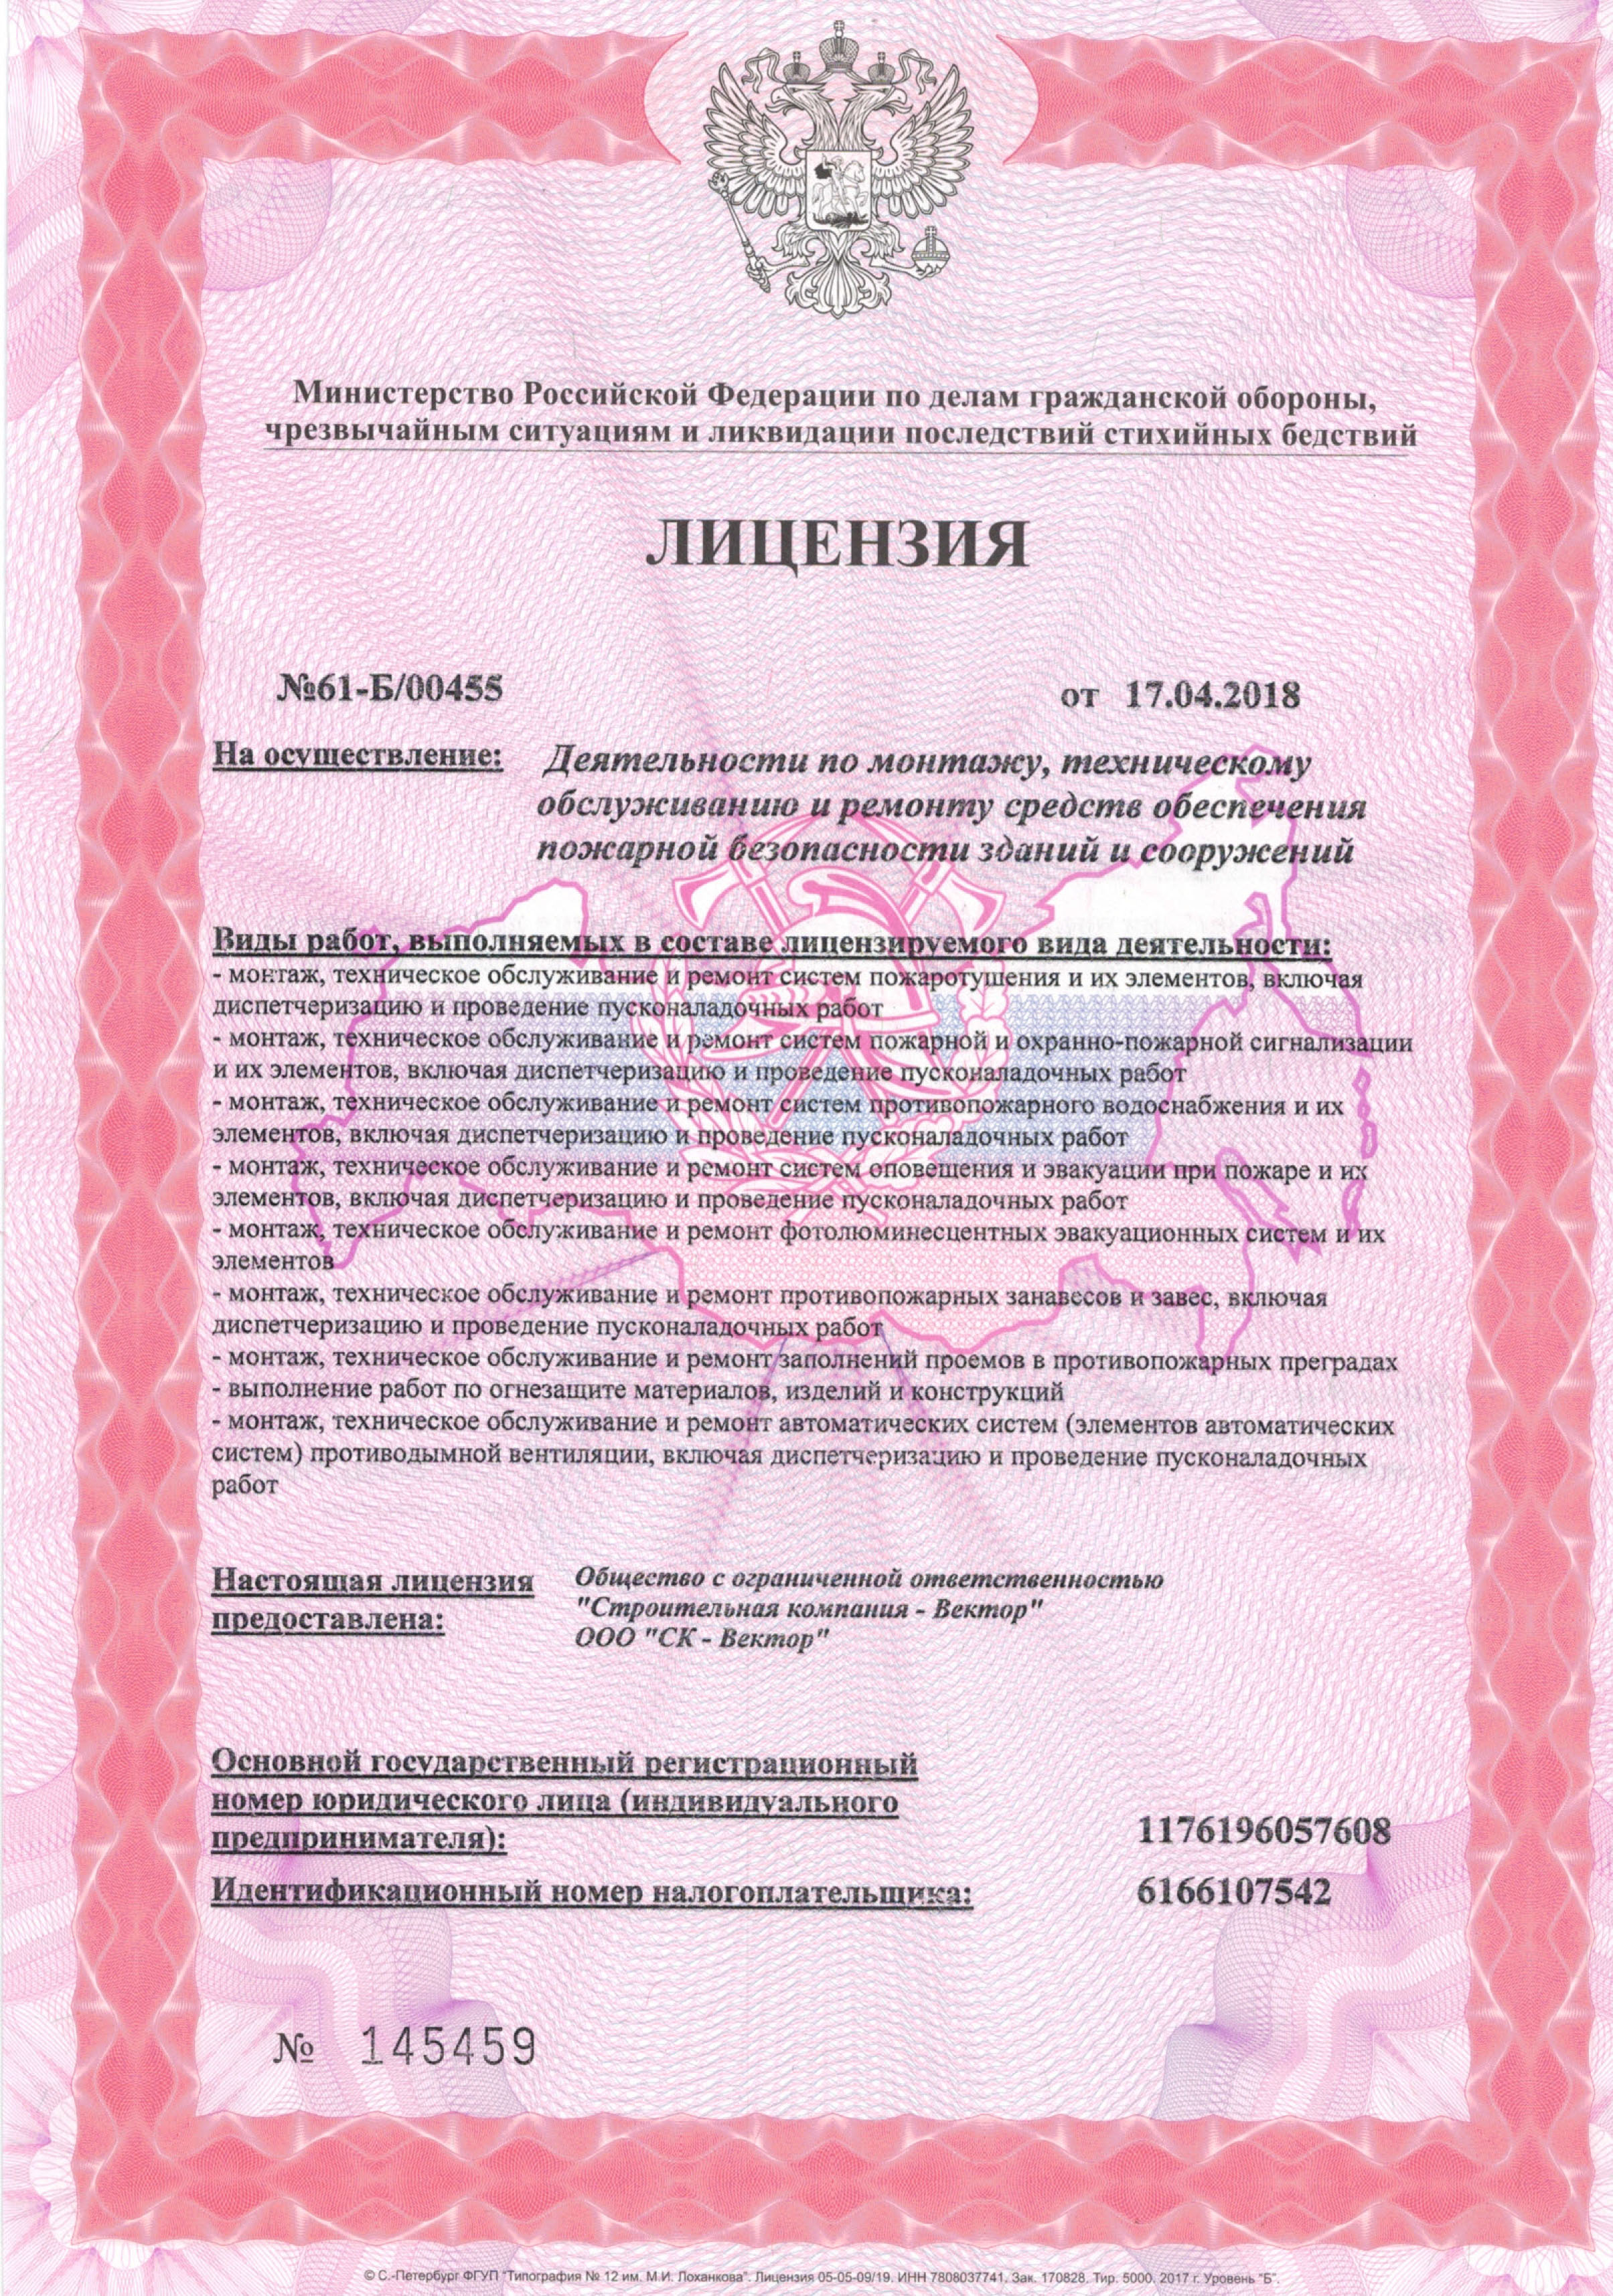 Министерство Российской Федерации по делам гражданской обороны,
чрезвычайным ситуациям и ликвидации последствий стихийных бедствий
ЛИЦЕНЗИЯ
№61-Б/00455 от 17.04.2018
На осуществление: Деятельности по монтажу, техническому
обслуживанию и ремонту средств обеспечения
пожарной безопасности зданий и сооружений
Виды работ, выполняемых в составе лицензируемого вида деятельности:
- монтаж, техническое обслуживание и ремонт систем пожаротушения и их элементов, включая
диспетчеризацию и проведение пусконаладочных работ
- монтаж, техническое обслуживание и ремонт систем пожарной и охранно-пожарной сигнализации
и их элементов, включая диспетчеризацию и проведение пусконаладочных работ
- монтаж, техническое обслуживание и ремонт систем противопожарного водоснабжения и их
элементов, включая диспетчеризацию и проведение пусконаладочных работ
- монтаж, техническое обслуживание и ремонт систем оповещения и эвакуации при пожаре и их
элементов, включая диспетчеризацию и проведение пусконаладочных работ
- монтаж, техническое обслуживание и ремонт фотолюминесцентных эвакуационных систем и их
элементов
- монтаж, техническое обслуживание и ремонт противопожарных занавесов и завес, включая
диспетчеризацию и проведение пусконаладочных работ
- монтаж, техническое обслуживание и ремонт заполнений проемов в противопожарных преградах
- выполнение работ по огнезащите материалов, изделий и конструкций
- монтаж, техническое обслуживание и ремонт автоматических систем (элементов автоматических
систем) противодымной вентиляции, включая диспетчеризацию и проведение пусконаладочных
работ
Настоящая лицензия Общество с ограниченной ответственностью
предоставлена: "Строительная компания - Вектор"
ООО "СК - Вектор"
Основной государственный регистрационный
номер юридического лица (индивидуального
предпринимателя): 1176196057608
Идентификационный номер налогоплательщика: 6166107542
№ 145459
© С.-Петербург ФГУП "Типография № 12 им. М.И. Лоханкова". Лицензия 05-05-09/19. ИНН 7808037741. Зак. 170828. Тир. 5000. 2017 г. Уровень "Б".